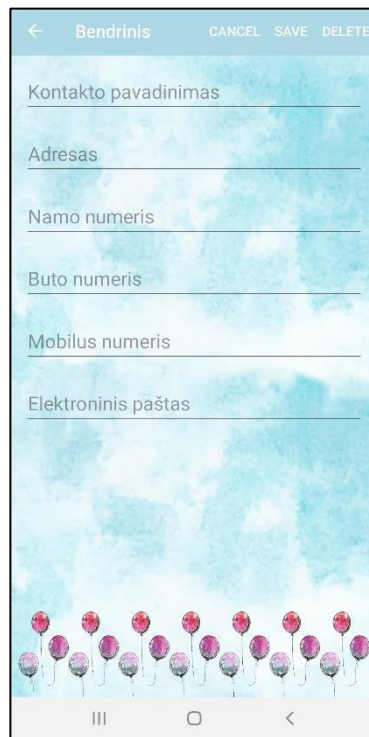 Bendrinis CANCEL SAVE DELETE
Kontakto pavadinimas
Adresas
Namo numeris
Buto numeris
Mobilus numeris
Elektroninis paštas